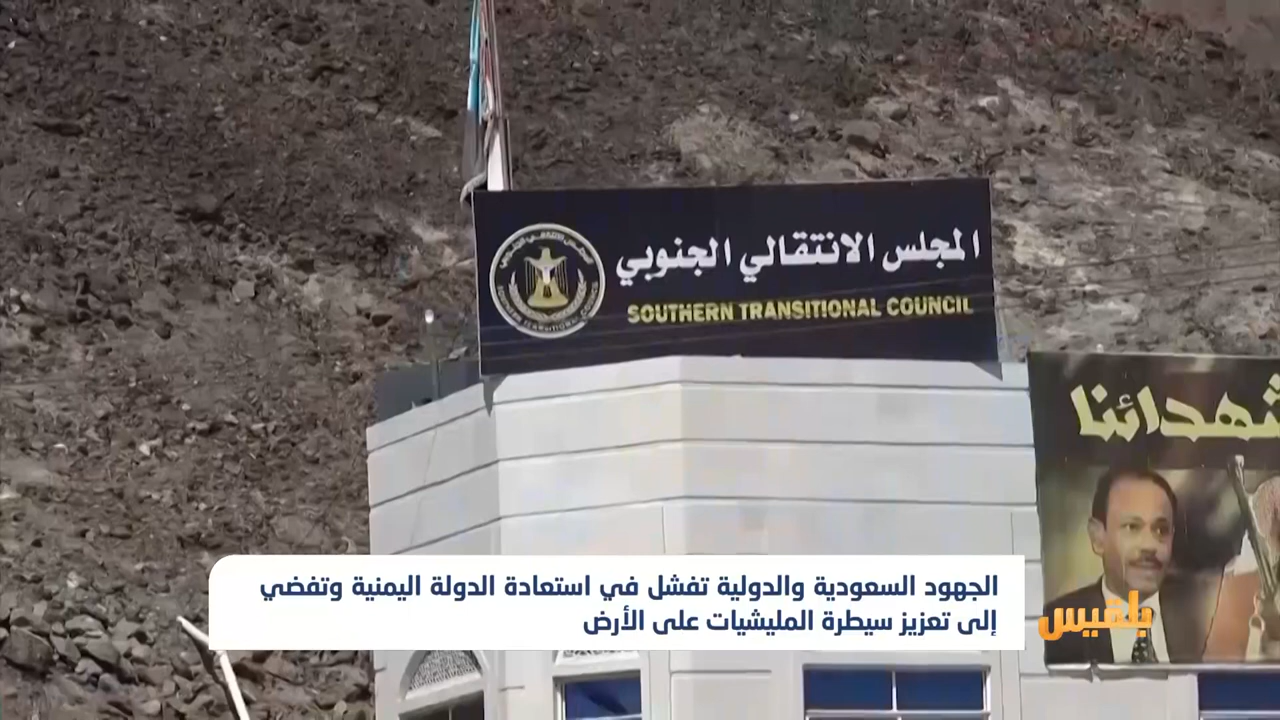 المجلس الانتقالي الجنوبي
SOUTHERN TRANSITIONAL COUNCIL
شهدائنا
الجهود السعودية والدولية تفشل في استعادة الدولة اليمنية وتفضي
إلى تعزيز سيطرة المليشيات على الأرض
بلقيس